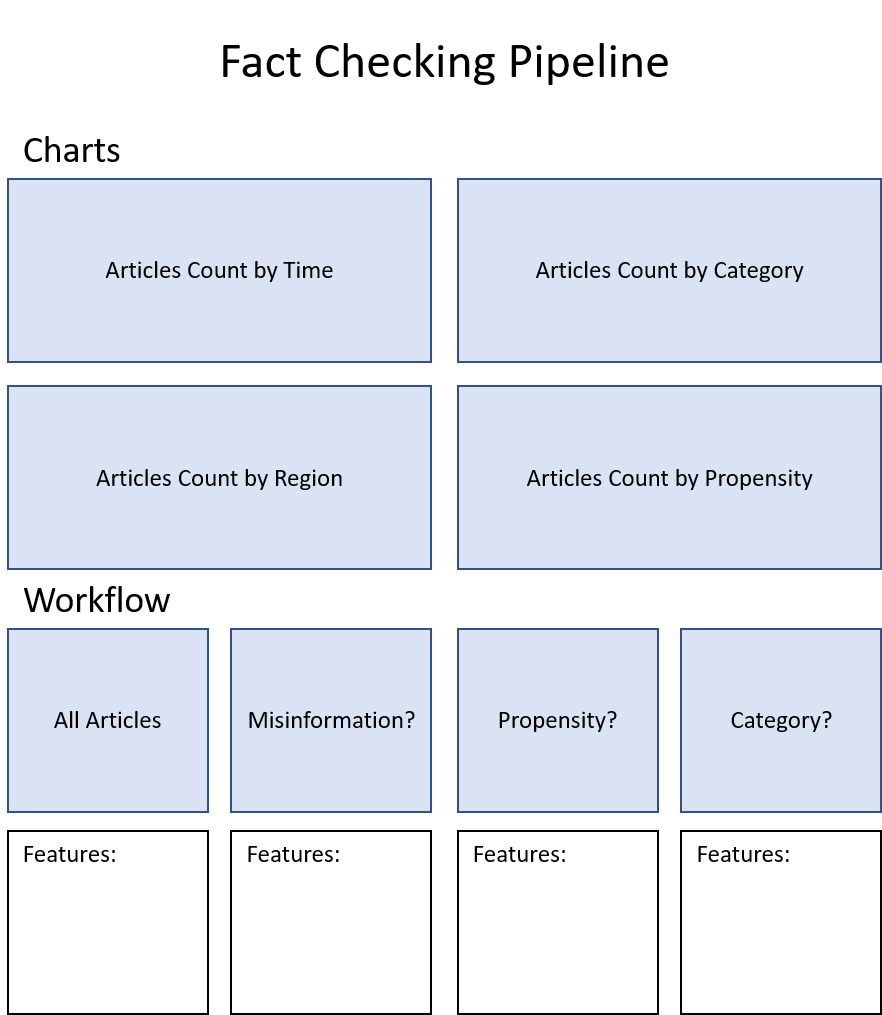 Fact Checking Pipeline
Charts
Articles Count by Time
Articles Count by Category
Articles Count by Region
Articles Count by Propensity
Workflow
All Articles
Misinformation?
Propensity?
Category?
Features:
Features:
Features:
Features: